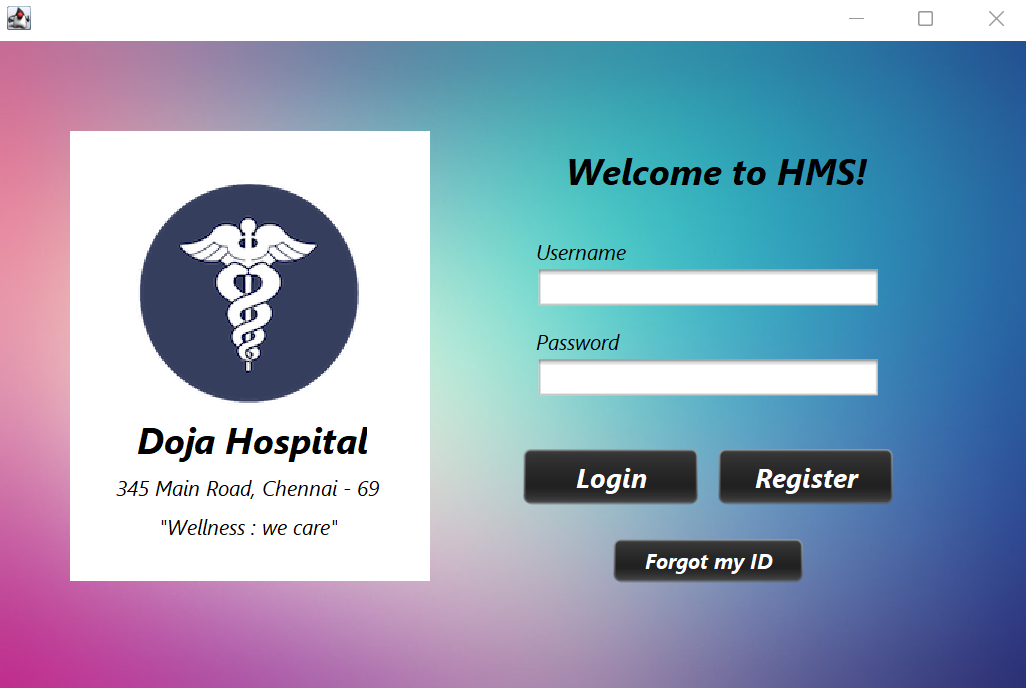 Welcome to HMS!
Username
Password
Login
Register
Forgot my ID
Doja Hospital
345 Main Road, Chennai - 69
"Wellness : we care"